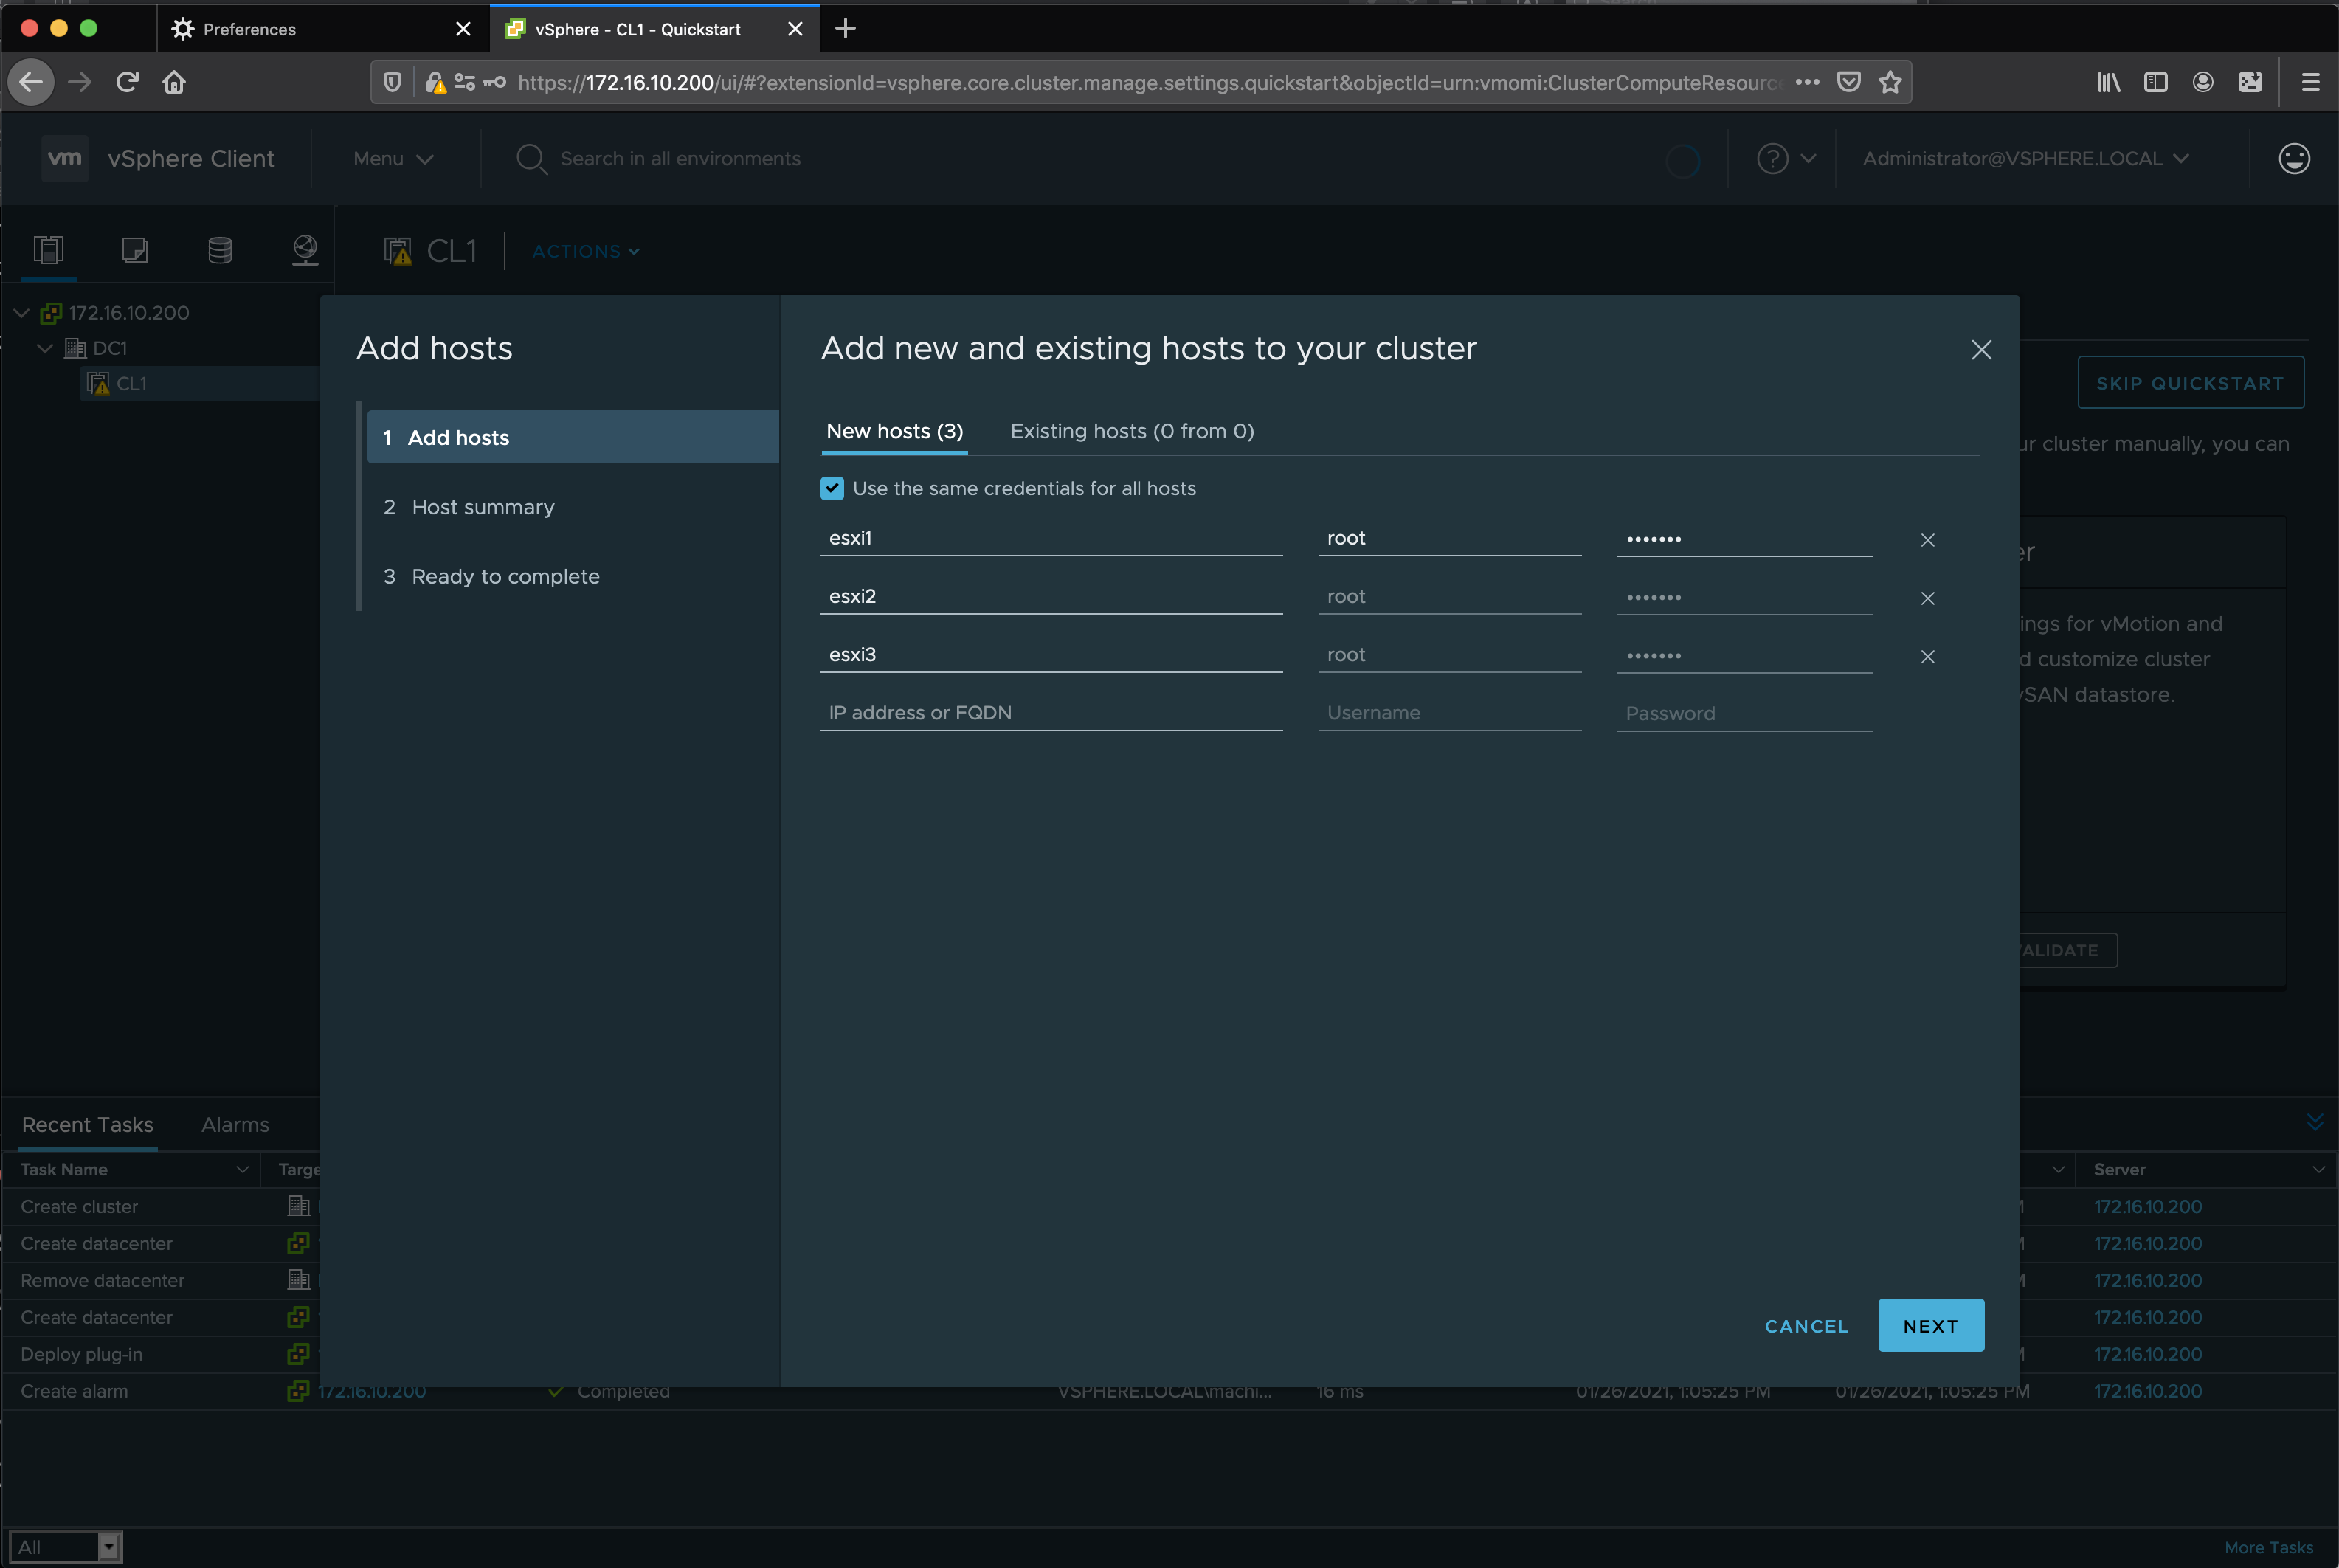 Preferences
vSphere - CL1 - Quickstart
https://172.16.10.200/ui/#?extensionId=vsphere.core.cluster.manage.settings.quickstart&objectId=urn:vmomi:ClusterComputeResourc
vm vSphere Client
Menu
Search in all environments
Administrator@VSPHERE.LOCAL
CL1
ACTIONS
172.16.10.200
DC1
CL1
SKIP QUICKSTART
ur cluster manually, you can
er
ings for vMotion and
d customize cluster
vSAN datastore.
VALIDATE
Add hosts
1 Add hosts
2 Host summary
3 Ready to complete
Add new and existing hosts to your cluster
New hosts (3)
Existing hosts (0 from 0)
Use the same credentials for all hosts
esxi1 root •••••••
esxi2 root •••••••
esxi3 root •••••••
IP address or FQDN Username Password
CANCEL
NEXT
Recent Tasks
Alarms
Task Name Targe Server
Create cluster 172.16.10.200
Create datacenter 172.16.10.200
Remove datacenter 172.16.10.200
Create datacenter 172.16.10.200
Deploy plug-in 172.16.10.200
Create alarm 172.16.10.200 Completed VSPHERE.LOCAL\machi... 16 ms 01/26/2021, 1:05:25 PM 01/26/2021, 1:05:25 PM 172.16.10.200
All
More Tasks